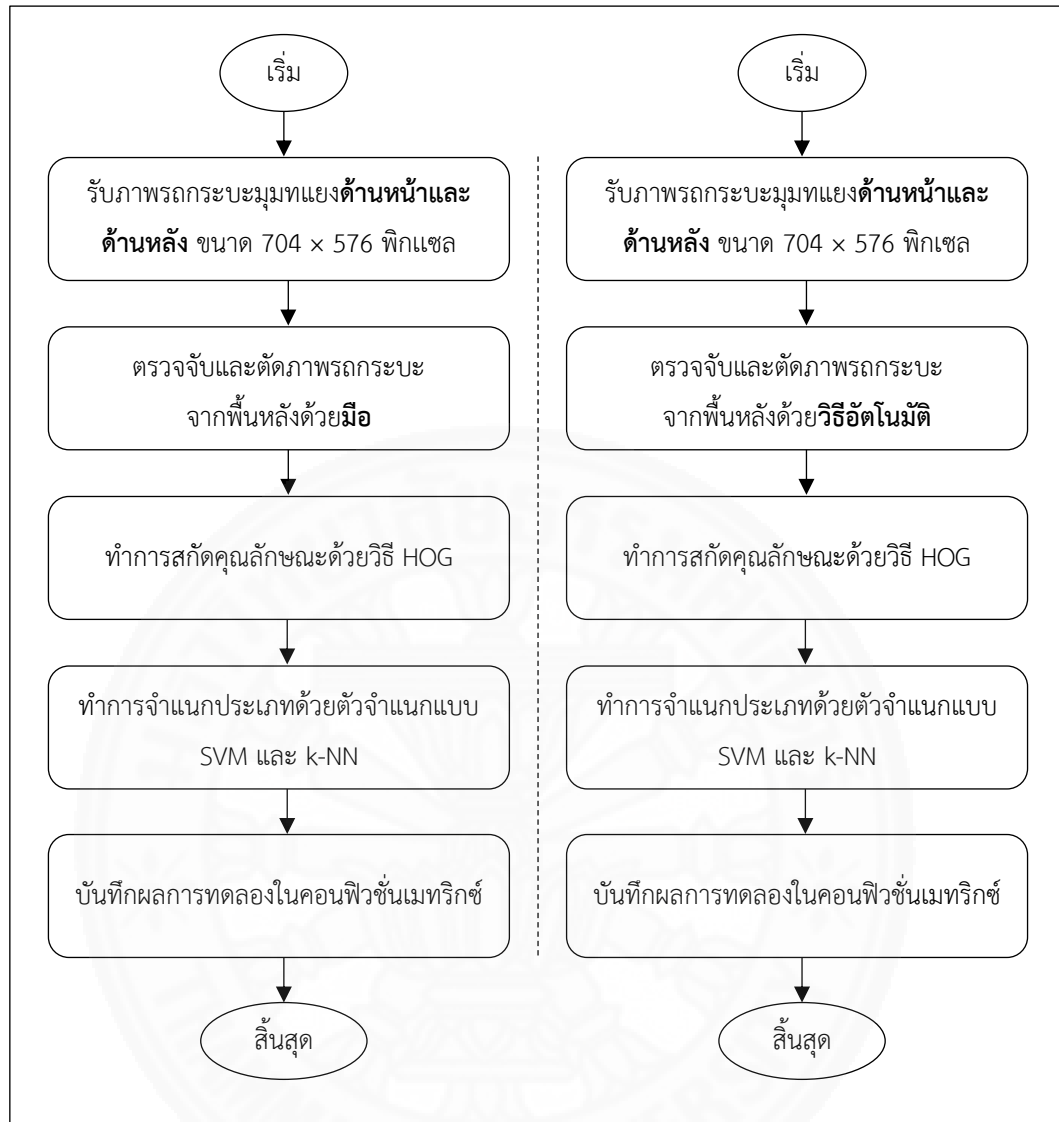 เริ่ม
รับภาพรถกระบะมุมทแยงด้านหน้าและ
ด้านหลัง ขนาด 704 × 576 พิกแซล
ตรวจจับและตัดภาพรถกระบะ
จากพื้นหลังด้วยมือ
ทำการสกัดคุณลักษณะด้วยวิธี HOG
ทำการจำแนกประเภทด้วยตัวจำแนกแบบ
SVM และ k-NN
บันทึกผลการทดลองในคอนฟิวชั่นเมทริกซ์
สิ้นสุด
เริ่ม
รับภาพรถกระบะมุมทแยงด้านหน้าและ
ด้านหลัง ขนาด 704 × 576 พิกเซล
ตรวจจับและตัดภาพรถกระบะ
จากพื้นหลังด้วยวิธีอัตโนมัติ
ทำการสกัดคุณลักษณะด้วยวิธี HOG
ทำการจำแนกประเภทด้วยตัวจำแนกแบบ
SVM และ k-NN
บันทึกผลการทดลองในคอนฟิวชั่นเมทริกซ์
สิ้นสุด